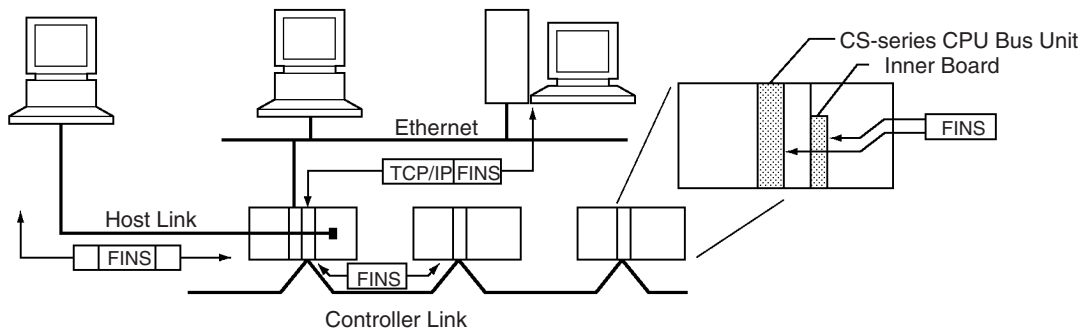 CS-series CPU Bus Unit
Inner Board
Ethernet
FINS
TCP/IP FINS
Host Link
FINS
FINS
Controller Link